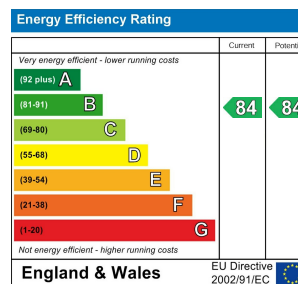 Energy Efficiency Rating
Current Potenti
Very energy efficient - lower running costs
(92 plus) A
(81-91) B
84 84
(69-80) C
(55-68) D
(39-54) E
(21-38) F
(1-20) G
Not energy efficient - higher running costs
England & Wales
EU Directive
2002/91/EC